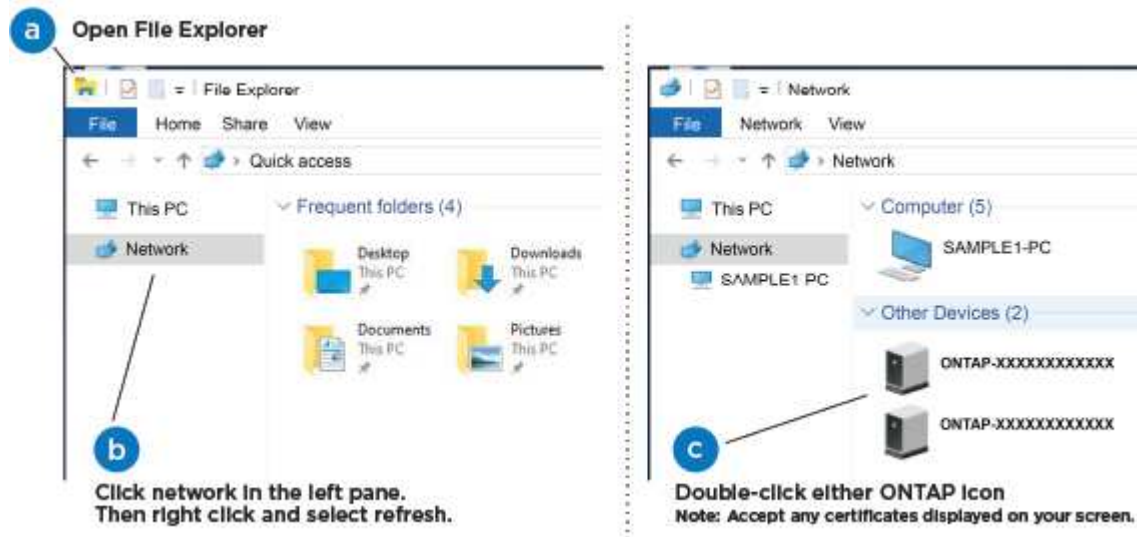 a Open File Explorer
File Explorer
File Home Share View
Quick access
This PC
Network
Frequent folders (4)
Desktop
This PC
Downloads
This PC
Documents
This PC
Pictures
This PC
b
Click network in the left pane.
Then right click and select refresh.
Network
File Network View
Network
This PC
Network
SAMPLE1 PC
Computer (5)
SAMPLE1-PC
Other Devices (2)
ONTAP-XXXXXXXXXXXX
ONTAP-XXXXXXXXXXXX
c
Double-click either ONTAP icon
Note: Accept any certificates displayed on your screen.